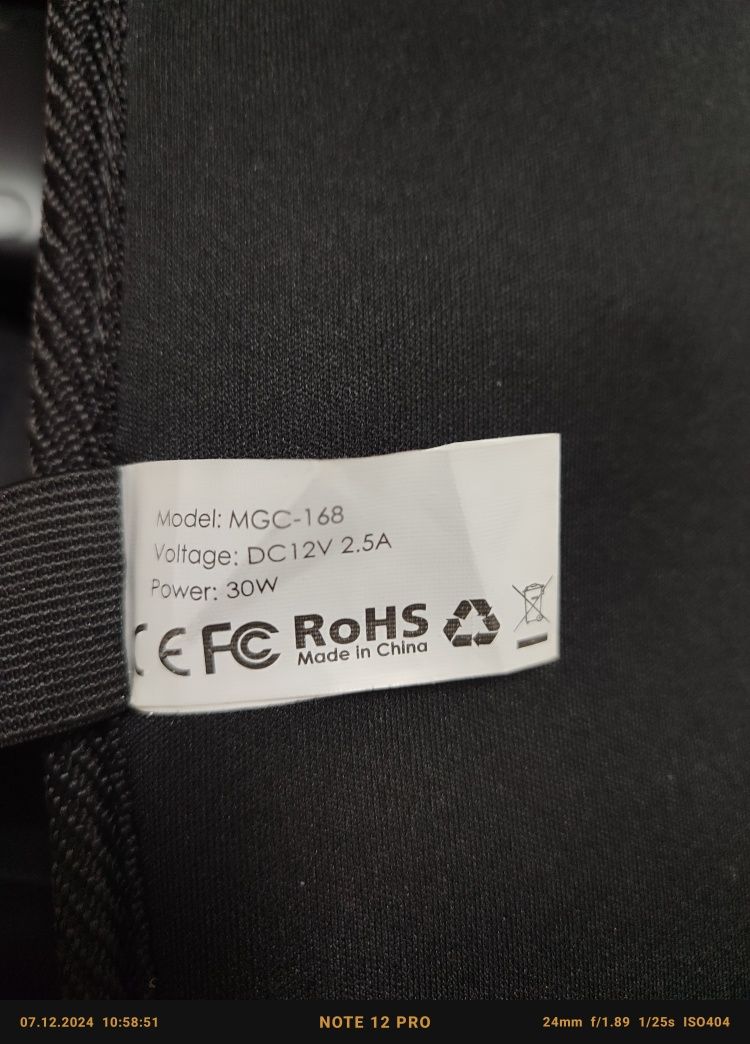 Model: MGC-168
Voltage: DC12V 2.5A
Power: 30W
CE FC RoHS
Made in China
07.12.2024 10:58:51 NOTE 12 PRO 24mm f/1.89 1/25s ISO404